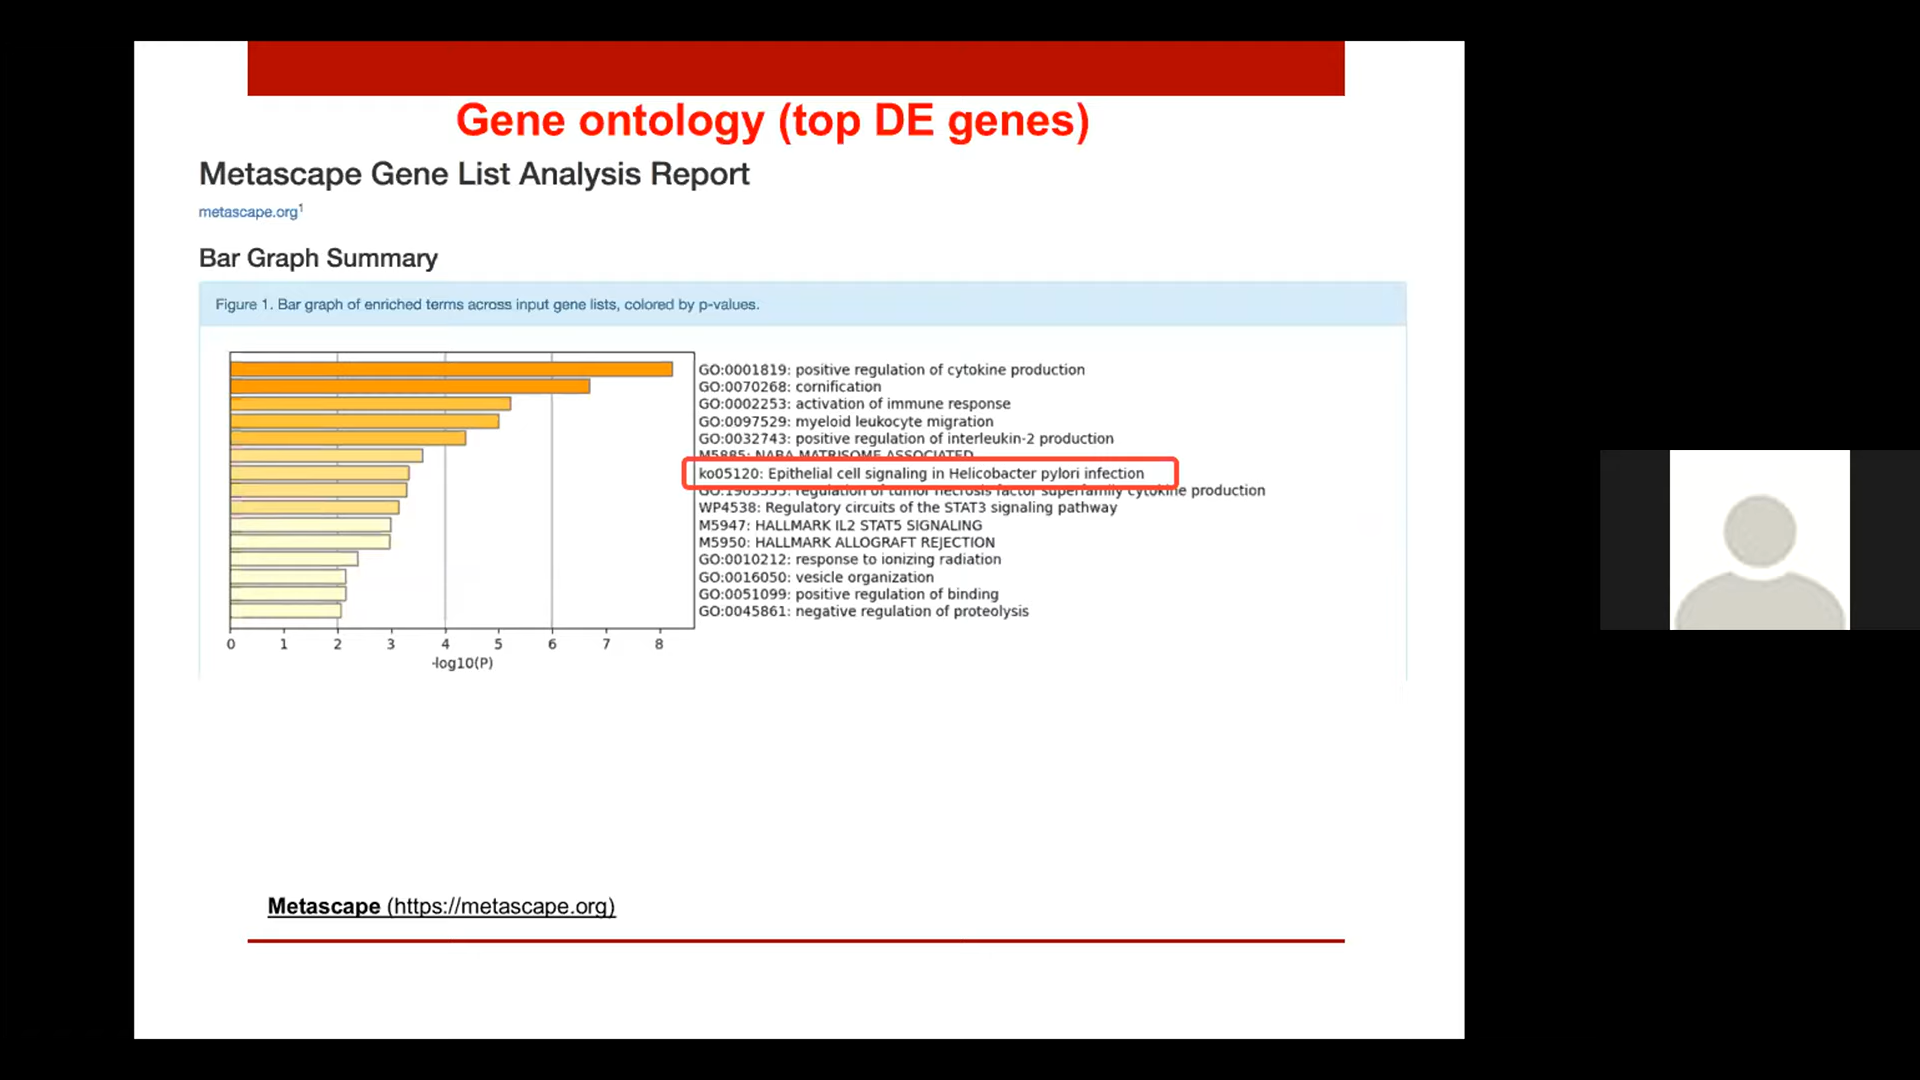 Gene ontology (top DE genes)
Metascape Gene List Analysis Report
metascape.org¹
Bar Graph Summary
Figure 1. Bar graph of enriched terms across input gene lists, colored by p-values.
GO:0001819: positive regulation of cytokine production
GO:0070268: cornification
GO:0002253: activation of immune response
GO:0097529: myeloid leukocyte migration
GO:0032743: positive regulation of interleukin-2 production
M5885: NABA MATRISOME ASSOCIATED
ko05120: Epithelial cell signaling in Helicobacter pylori infection
GO:1903555: regulation of tumor necrosis factor superfamily cytokine production
WP4538: Regulatory circuits of the STAT3 signaling pathway
M5947: HALLMARK IL2 STAT5 SIGNALING
M5950: HALLMARK ALLOGRAFT REJECTION
GO:0010212: response to ionizing radiation
GO:0016050: vesicle organization
GO:0051099: positive regulation of binding
GO:0045861: negative regulation of proteolysis
0 1 2 3 4 5 6 7 8
-log10(P)
Metascape (https://metascape.org)